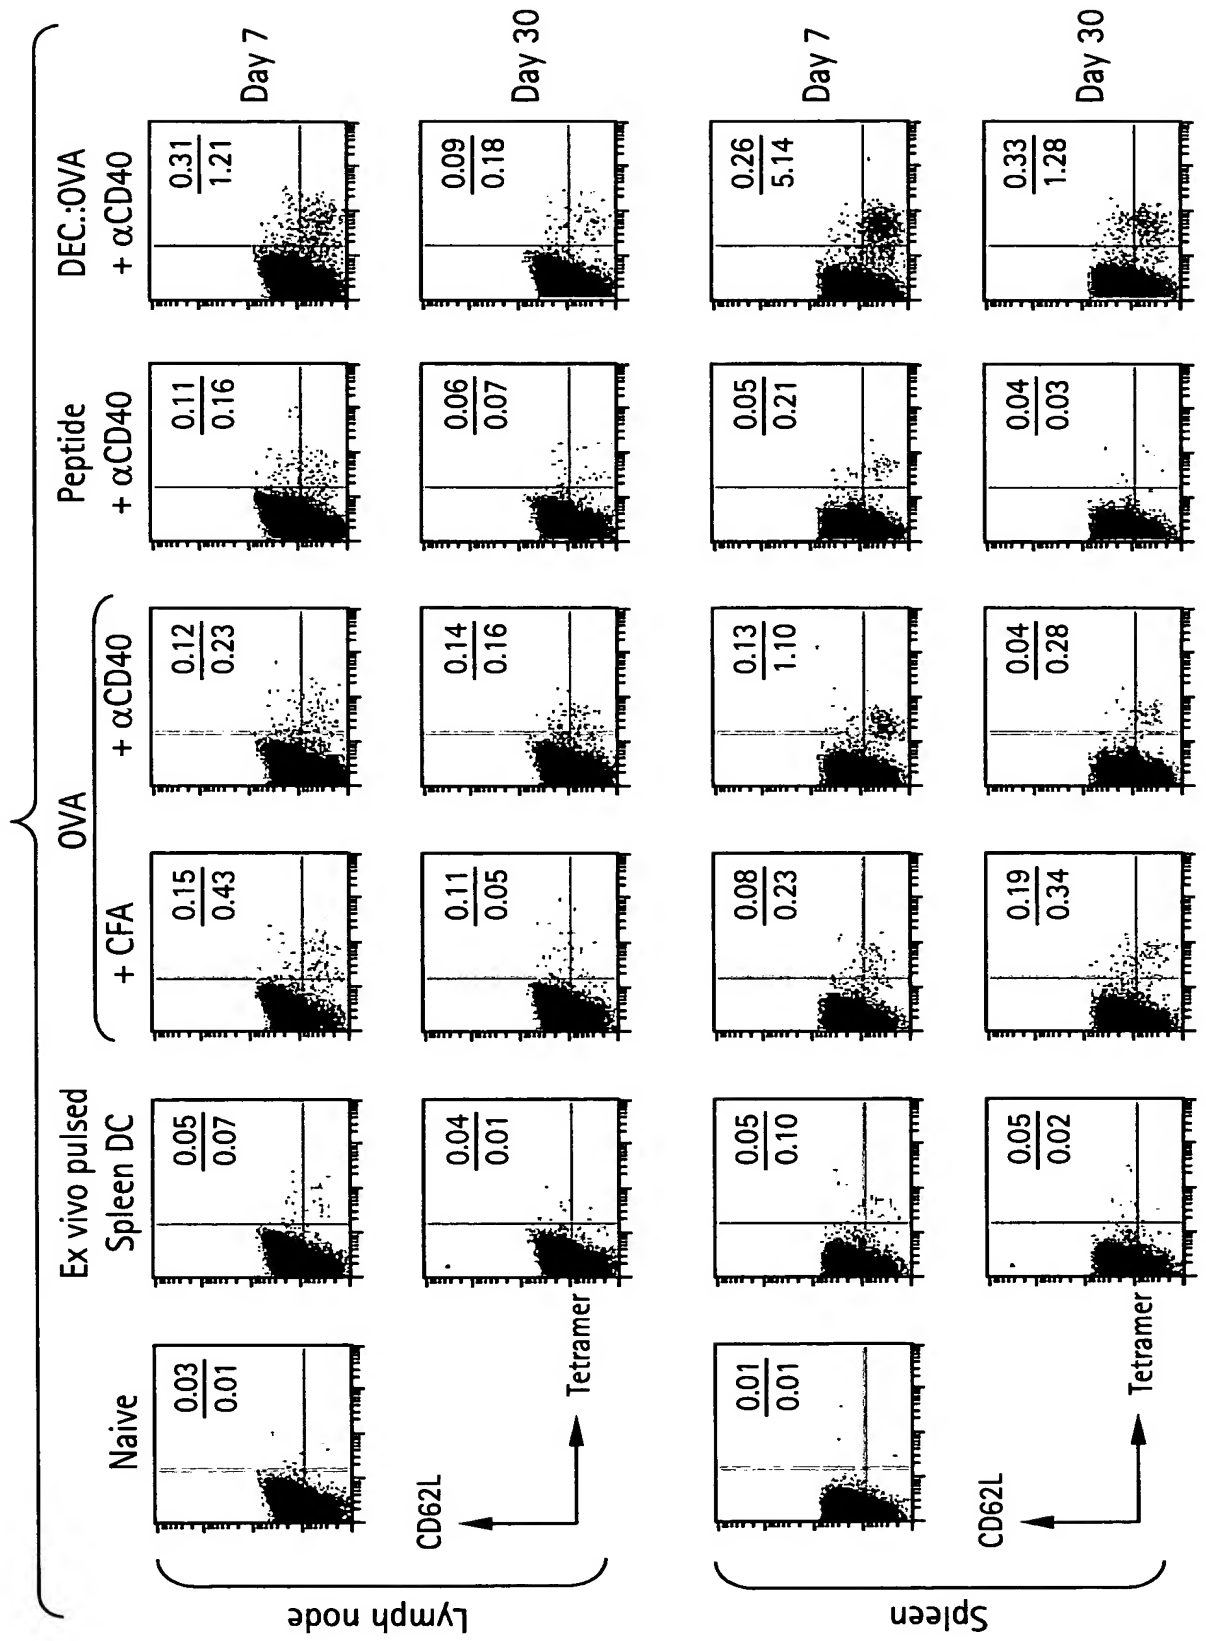 Naive
Ex vivo pulsed
Spleen DC
OVA
+ CFA
+ αCD40
Peptide
+ αCD40
DEC.:OVA
+ αCD40
Lymph node
0.03
0.01
0.05
0.07
0.15
0.43
0.12
0.23
0.11
0.16
0.31
1.21
Day 7
CD62L
Tetramer
0.04
0.01
0.11
0.05
0.14
0.16
0.06
0.07
0.09
0.18
Day 30
Spleen
0.01
0.01
0.05
0.10
0.08
0.23
0.13
1.10
0.05
0.21
0.26
5.14
Day 7
CD62L
Tetramer
0.05
0.02
0.19
0.34
0.04
0.28
0.04
0.03
0.33
1.28
Day 30